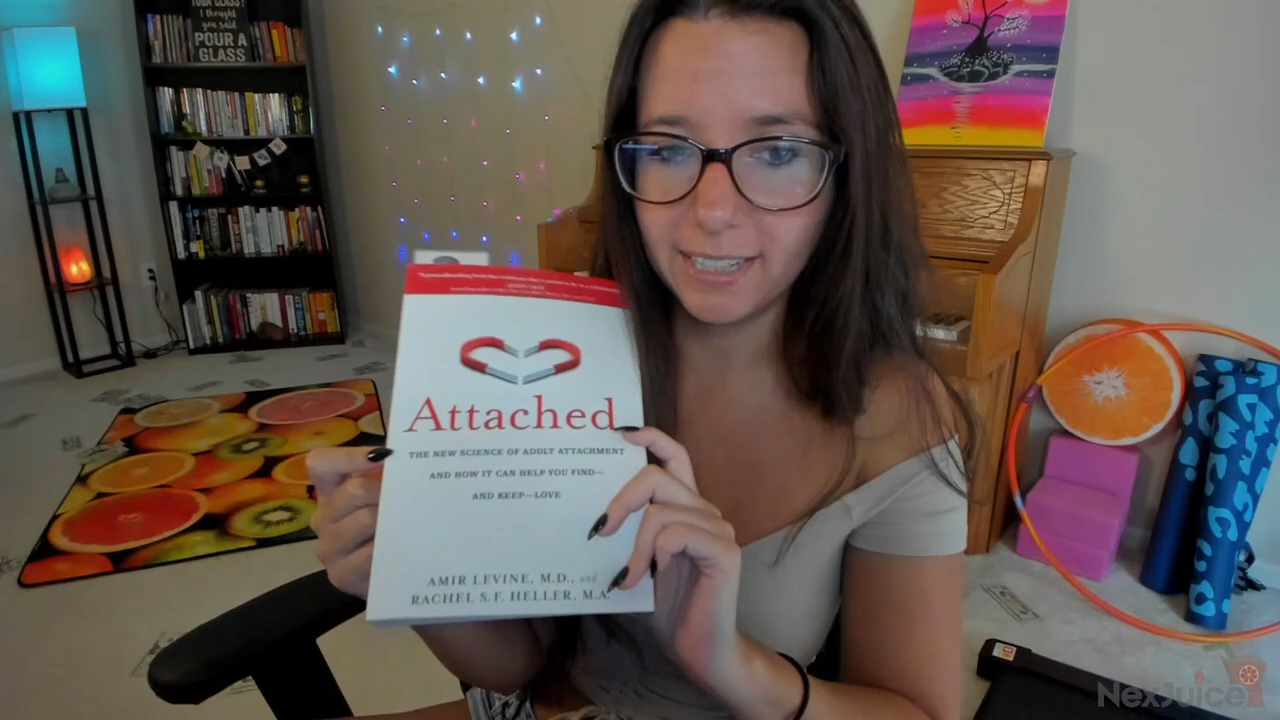 YOUR GLASS?
I thought
you said
POUR A
GLASS
Attached
THE NEW SCIENCE OF ADULT ATTACHMENT
AND HOW IT CAN HELP YOU FIND—
AND KEEP—LOVE
AMIR LEVINE, M.D., and
RACHEL S. F. HELLER, M.A.
NexJuice